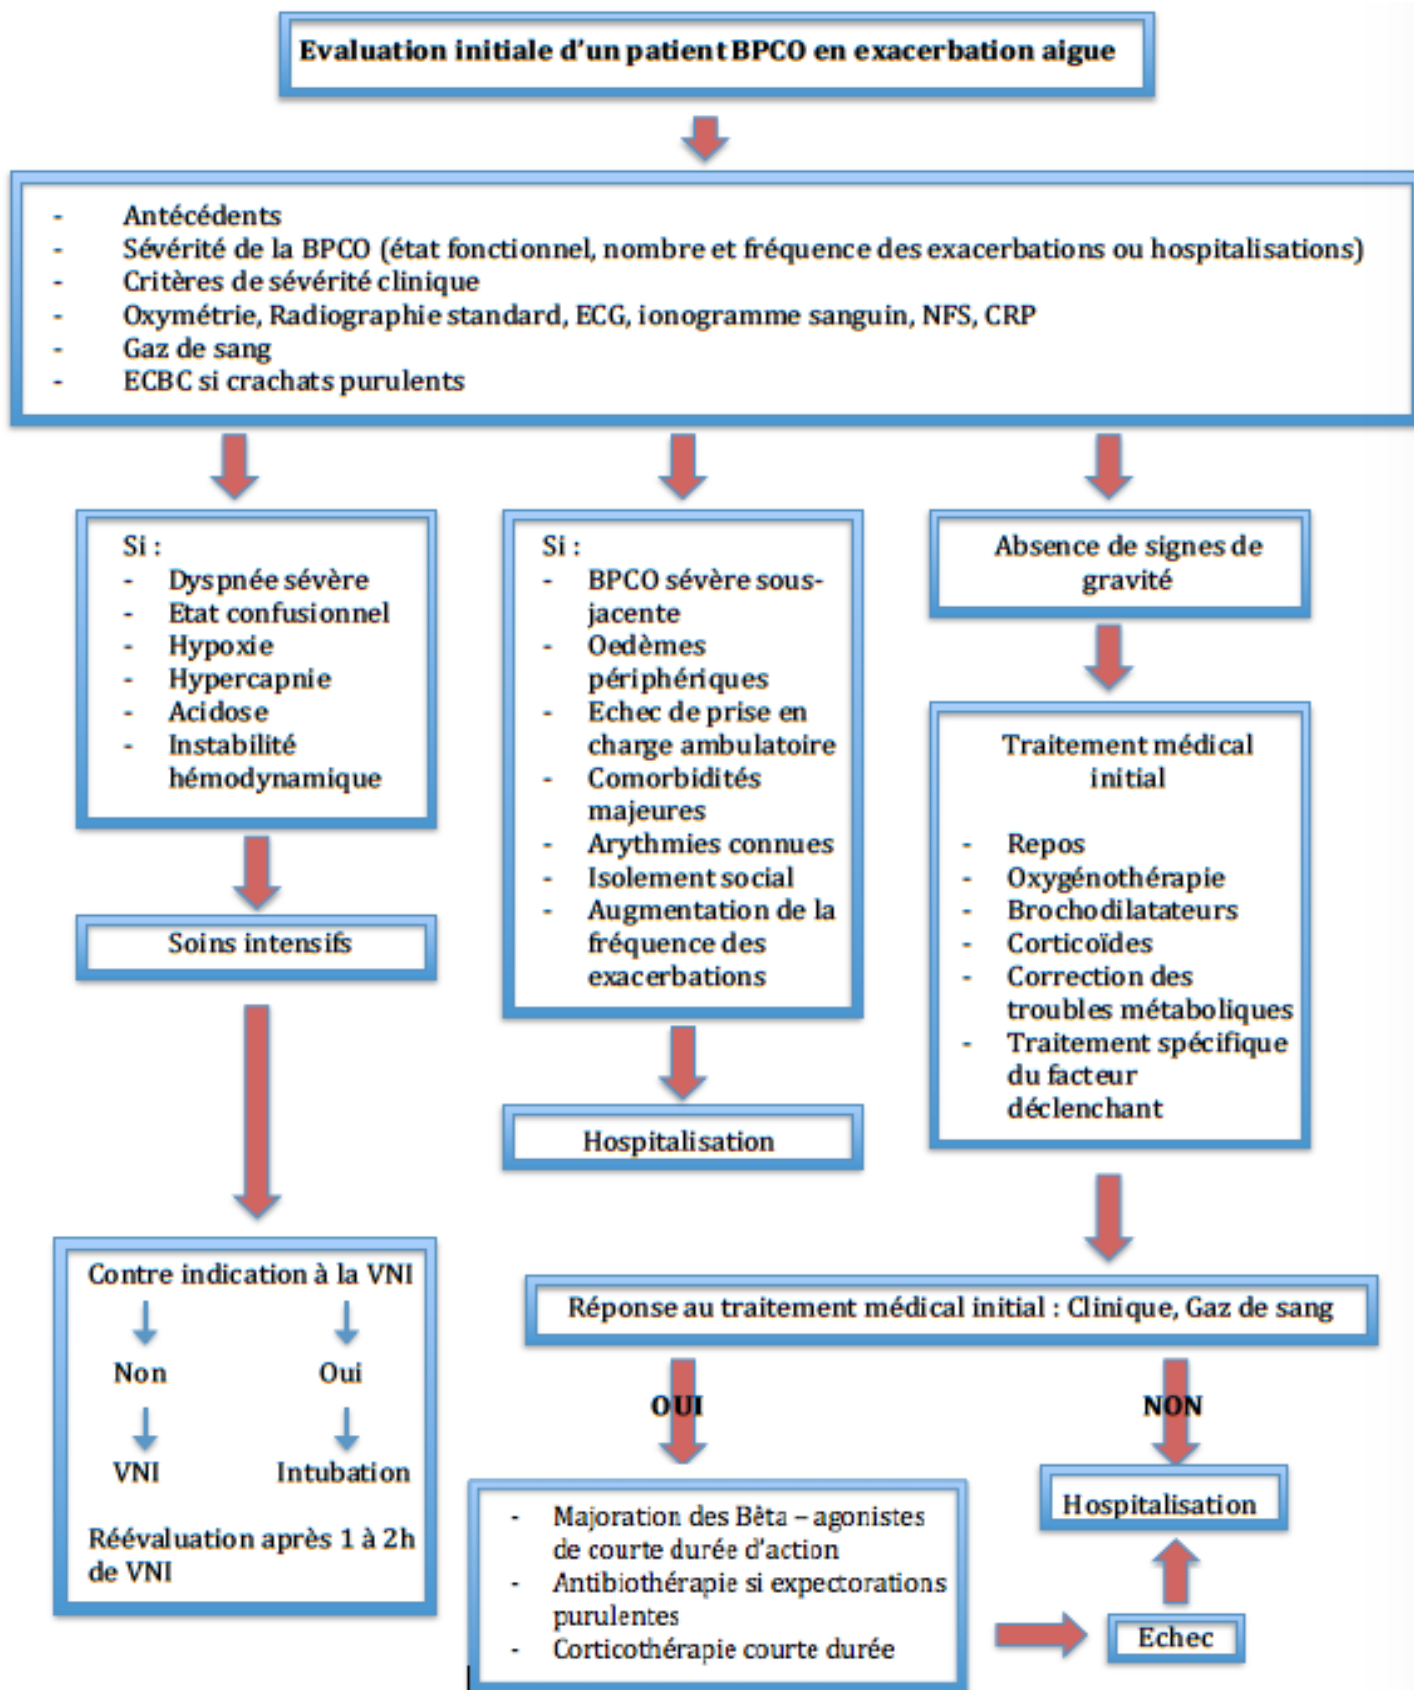 Evaluation initiale d'un patient BPCO en exacerbation aigue
- Antécédents
- Sévérité de la BPCO (état fonctionnel, nombre et fréquence des exacerbations ou hospitalisations)
- Critères de sévérité clinique
- Oxymétrie, Radiographie standard, ECG, ionogramme sanguin, NFS, CRP
- Gaz de sang
- ECBC si crachats purulents
Si :
- Dyspnée sévère
- Etat confusionnel
- Hypoxie
- Hypercapnie
- Acidose
- Instabilité
hémodynamique
Soins intensifs
Contre indication à la VNI
Non Oui
VNI Intubation
Réévaluation après 1 à 2h
de VNI
Si :
- BPCO sévère sous-
jacente
- Oedèmes
périphériques
- Echec de prise en
charge ambulatoire
- Comorbidités
majeures
- Arythmies connues
- Isolement social
- Augmentation de la
fréquence des
exacerbations
Hospitalisation
Absence de signes de
gravité
Traitement médical
initial
- Repos
- Oxygénothérapie
- Brochodilatateurs
- Corticoïdes
- Correction des
troubles métaboliques
- Traitement spécifique
du facteur
déclenchant
Réponse au traitement médical initial : Clinique, Gaz de sang
OUI NON
- Majoration des Bêta – agonistes
de courte durée d'action
- Antibiothérapie si expectorations
purulentes
- Corticothérapie courte durée
Hospitalisation
Echec